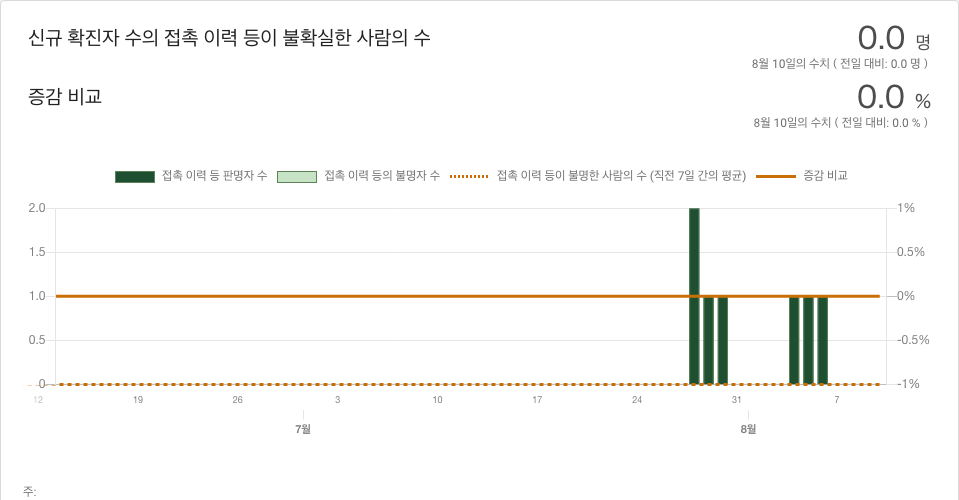 신규 확진자 수의 접촉 이력 등이 불확실한 사람의 수
0.0 명
8월 10일의 수치 ( 전일 대비: 0.0 명 )
증감 비교
0.0 %
8월 10일의 수치 ( 전일 대비: 0.0 % )
접촉 이력 등 판명자 수 접촉 이력 등의 불명자 수 접촉 이력 등이 불명한 사람의 수 (직전 7일 간의 평균) 증감 비교
2.0 1%
1.5 0.5%
1.0 0%
0.5 -0.5%
0 -1%
12 19 26 3 10 17 24 31 7
7월 8월
주: